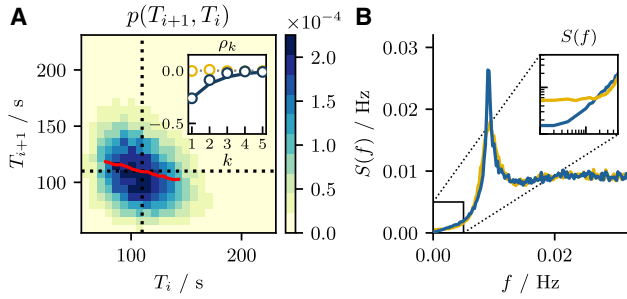 A
p(T_{i+1}, T_i)
×10⁻⁴
200
150
100
T_{i+1} / s
100
200
T_i / s
ρ_k
0.0
−0.5
1 2 3 4 5
k
2.0
1.5
1.0
0.5
0.0
B
S(f) / Hz
0.03
0.02
0.01
0.00
0.00
0.02
f / Hz
S(f)